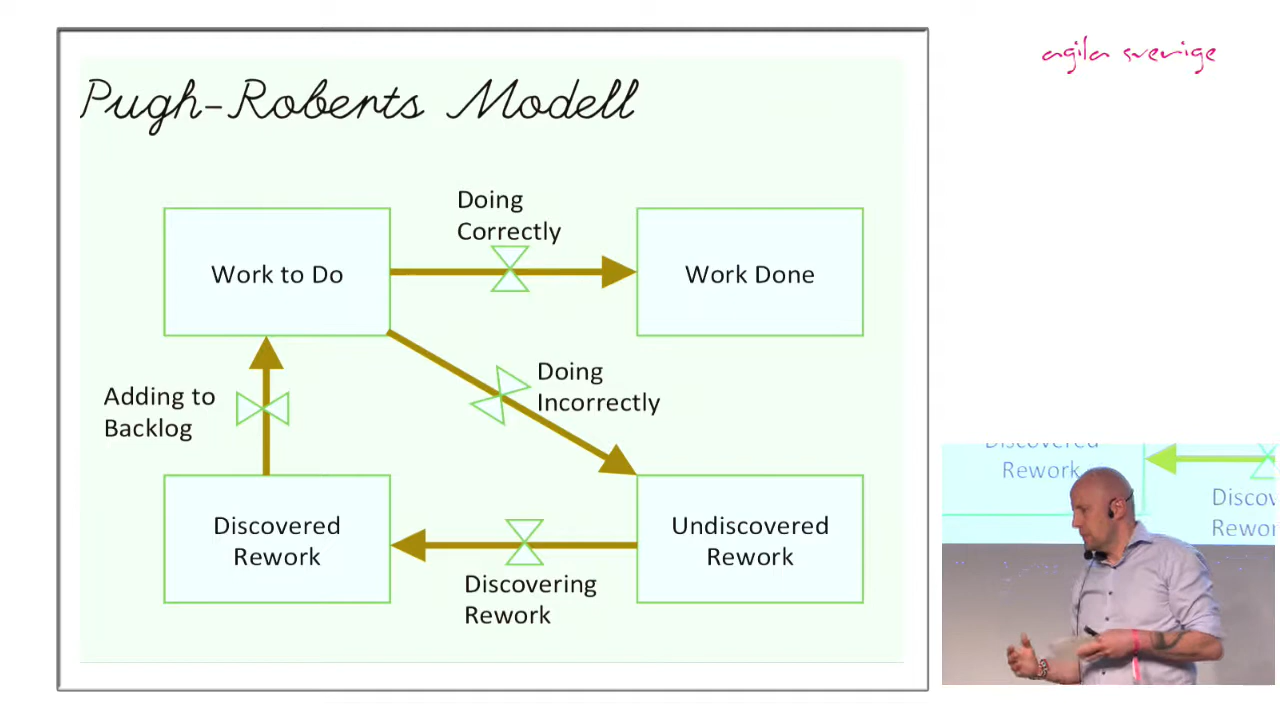 Pugh-Roberts Modell
agila sverige
Doing
Correctly
Work to Do
Work Done
Doing
Incorrectly
Adding to
Backlog
Discovered
Rework
Undiscovered
Rework
Discovering
Rework
Discovered
Rework